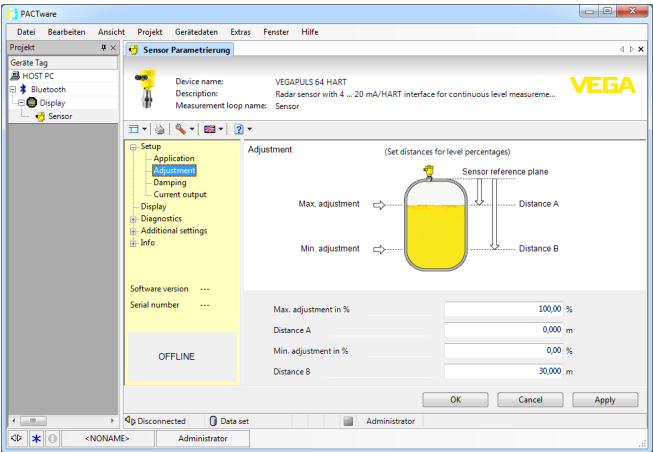 PACTware
Datei Bearbeiten Ansicht Projekt Gerätedaten Extras Fenster Hilfe
Projekt
Sensor Parametrierung
Geräte Tag
HOST PC
Bluetooth
Display
Sensor
Device name: VEGAPULS 64 HART
Description: Radar sensor with 4 ... 20 mA/HART interface for continuous level measureme...
Measurement loop name: Sensor
VEGA
Setup
Application
Adjustment
Damping
Current output
Display
Diagnostics
Additional settings
Info
Software version ---
Serial number ---
OFFLINE
Adjustment
(Set distances for level percentages)
Sensor reference plane
Max. adjustment
Distance A
Min. adjustment
Distance B
Max. adjustment in % 100,00 %
Distance A 0,000 m
Min. adjustment in % 0,00 %
Distance B 30,000 m
OK Cancel Apply
Disconnected Data set Administrator
<NONAME> Administrator